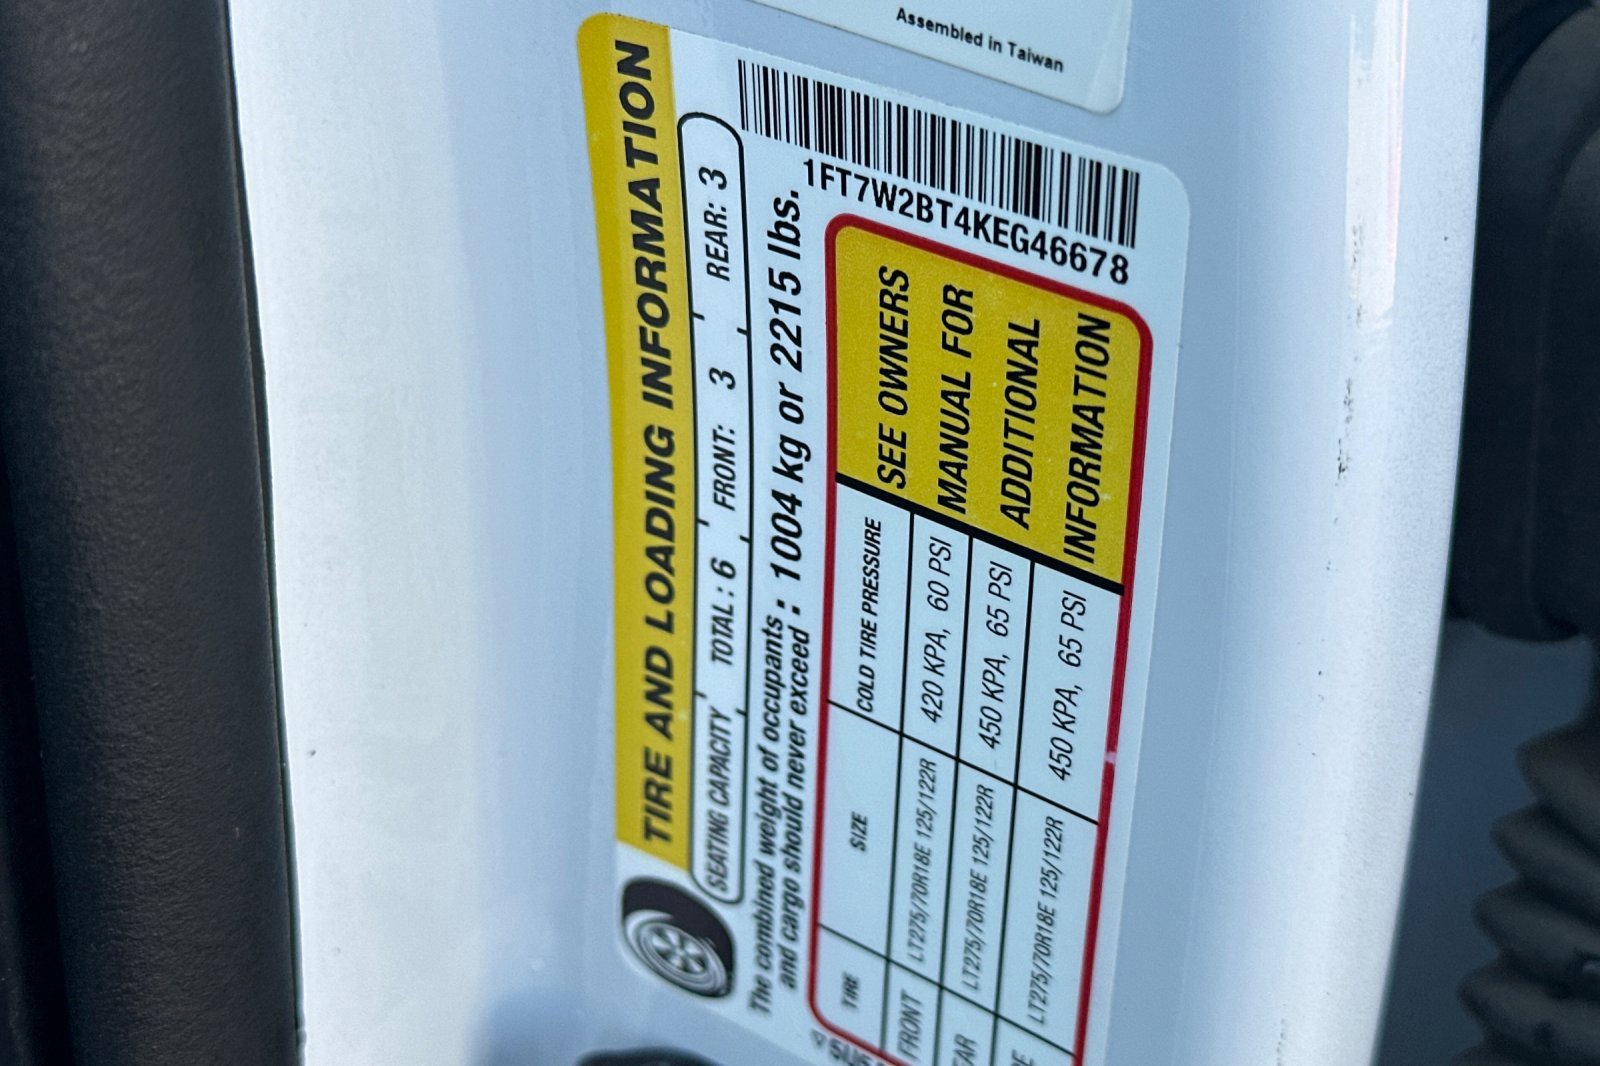 Assembled in Taiwan
TIRE AND LOADING INFORMATION
SEATING CAPACITY TOTAL: 6 FRONT: 3 REAR: 3
The combined weight of occupants
and cargo should never exceed : 1004 kg or 2215 lbs.
1FT7W2BT4KEG46678
TIRE SIZE COLD TIRE PRESSURE
FRONT LT275/70R18E 125/122R 420 KPA, 60 PSI
LT275/70R18E 125/122R 450 KPA, 65 PSI
LT275/70R18E 125/122R 450 KPA, 65 PSI
SEE OWNERS
MANUAL FOR
ADDITIONAL
INFORMATION